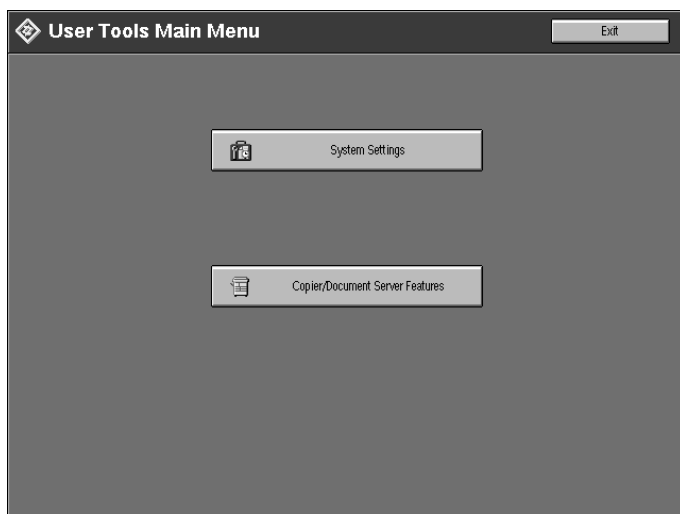 User Tools Main Menu
Exit
System Settings
Copier/Document Server Features